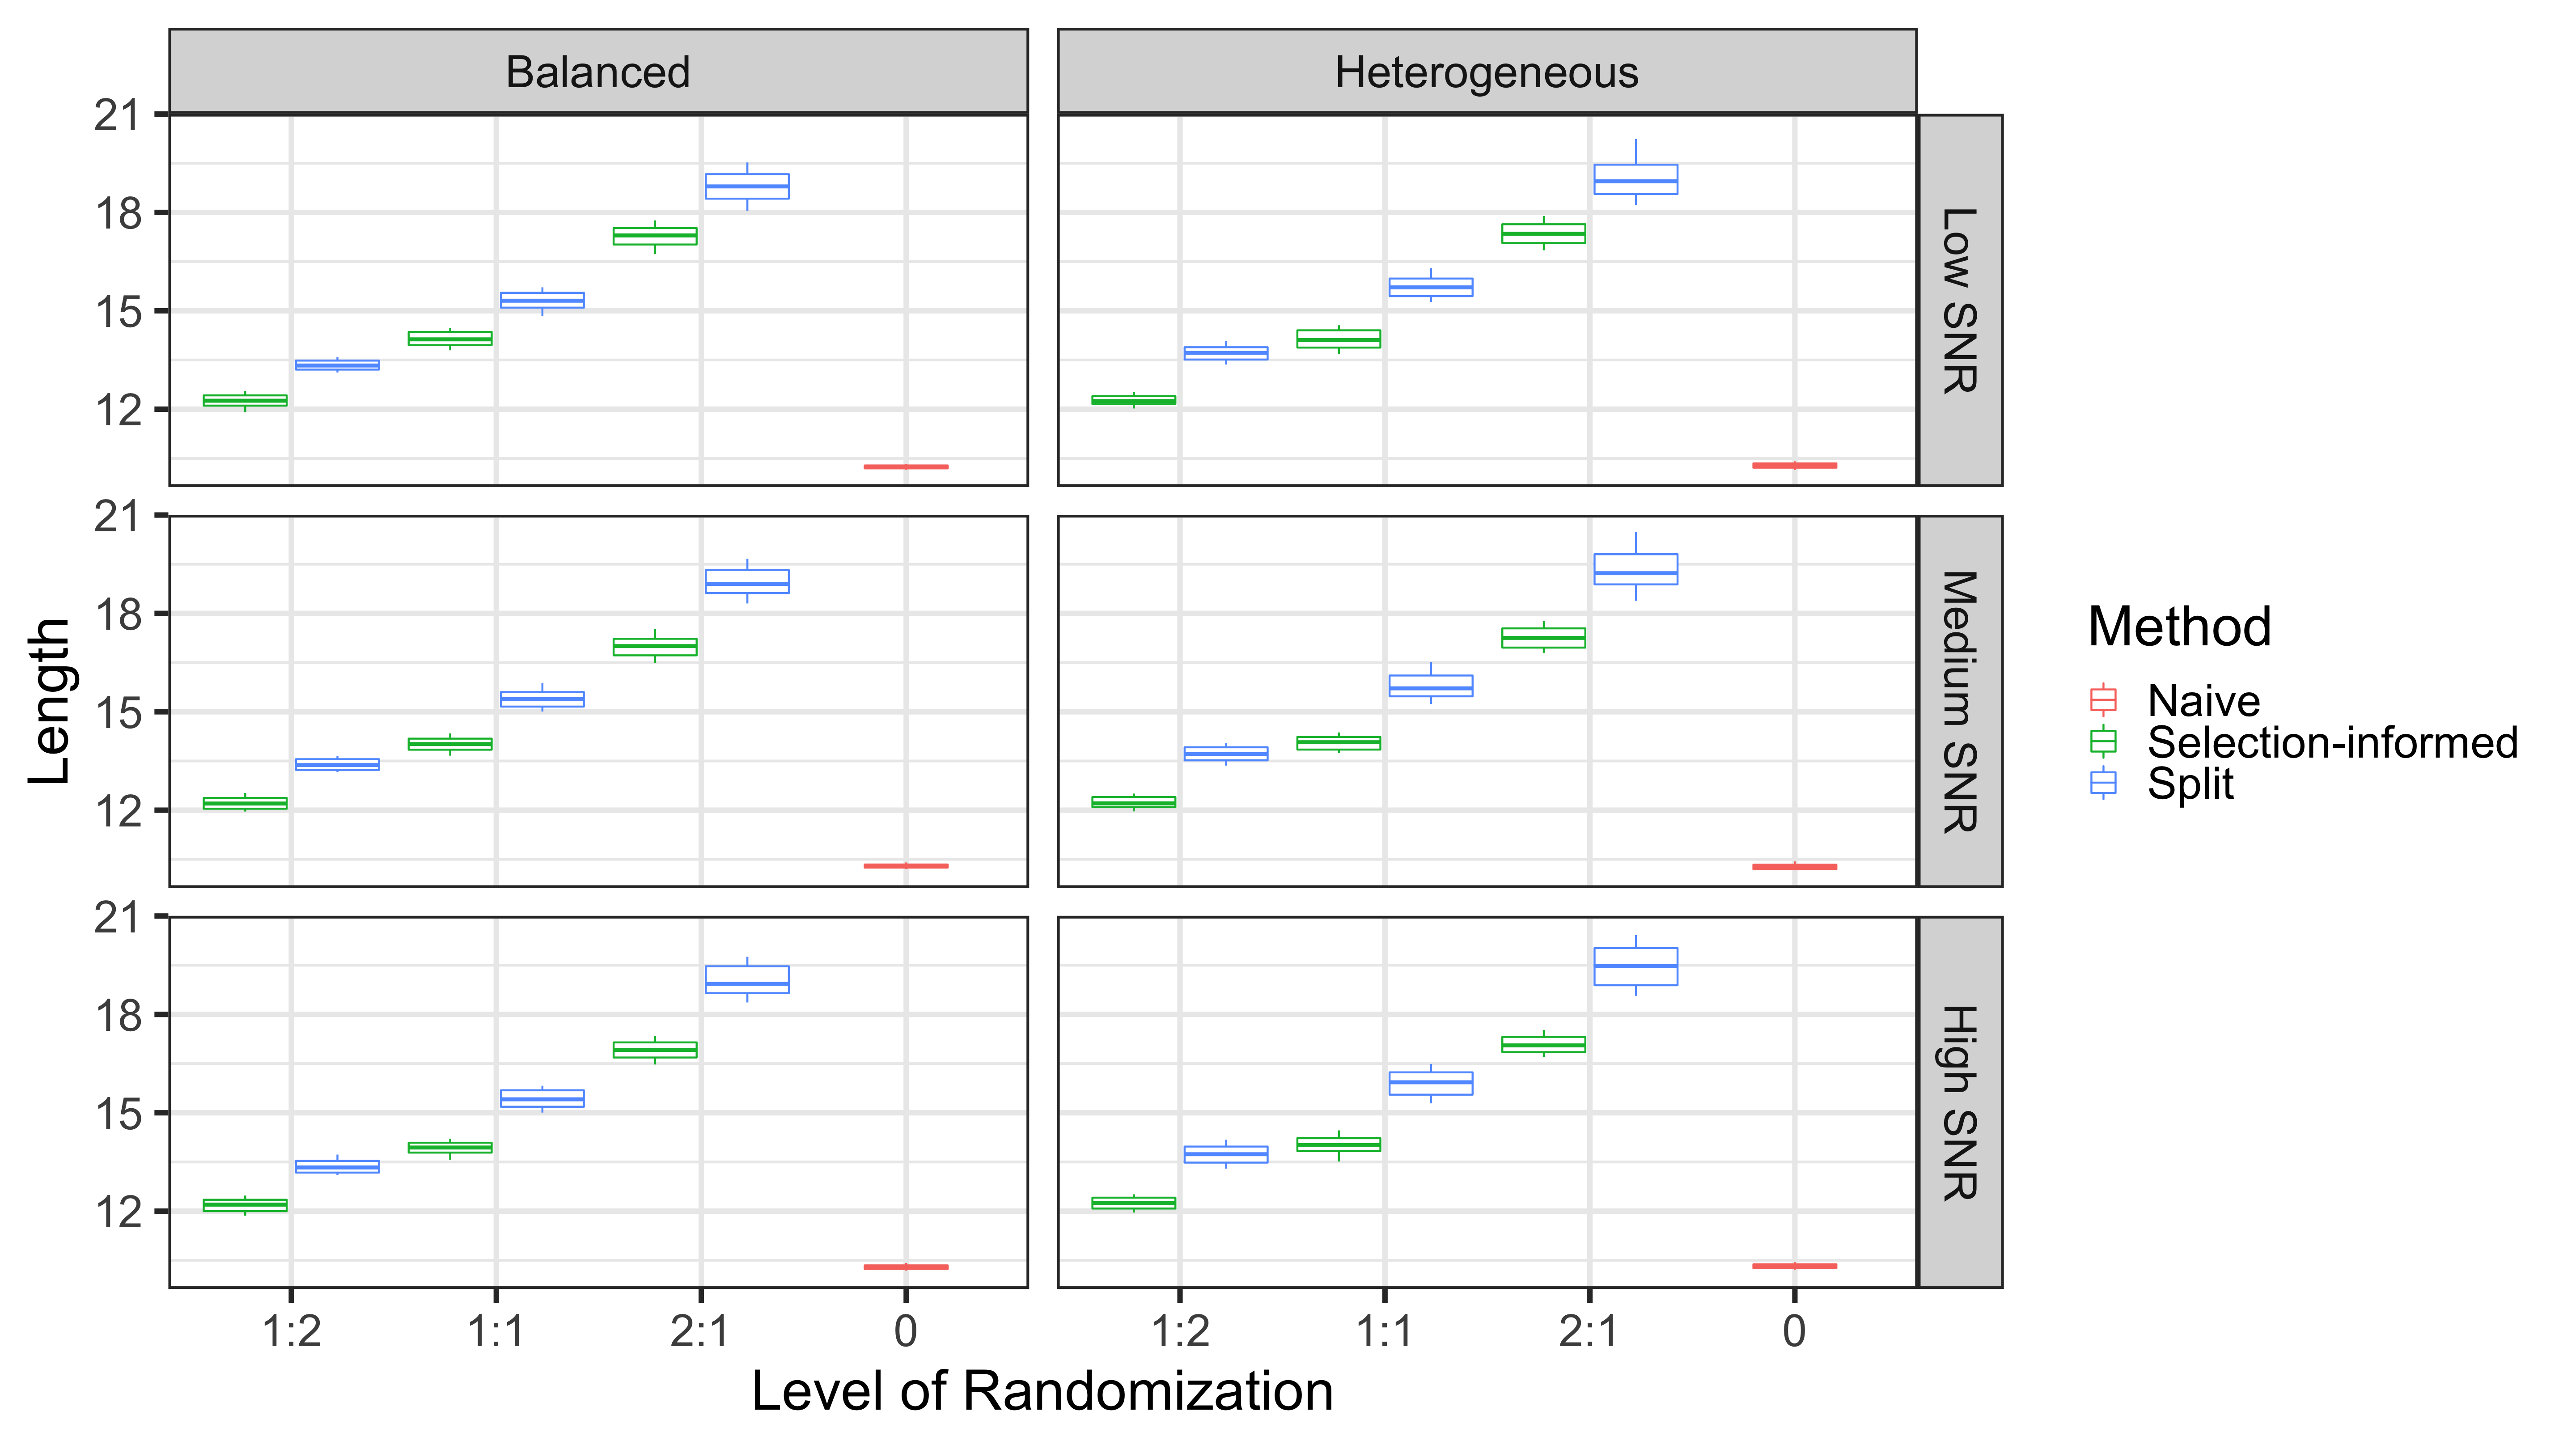 Balanced
Heterogeneous
21
18
15
12
Low SNR
21
18
15
12
Medium SNR
21
18
15
12
High SNR
Length
1:2 1:1 2:1 0
1:2 1:1 2:1 0
Level of Randomization
Method
Naive
Selection-informed
Split